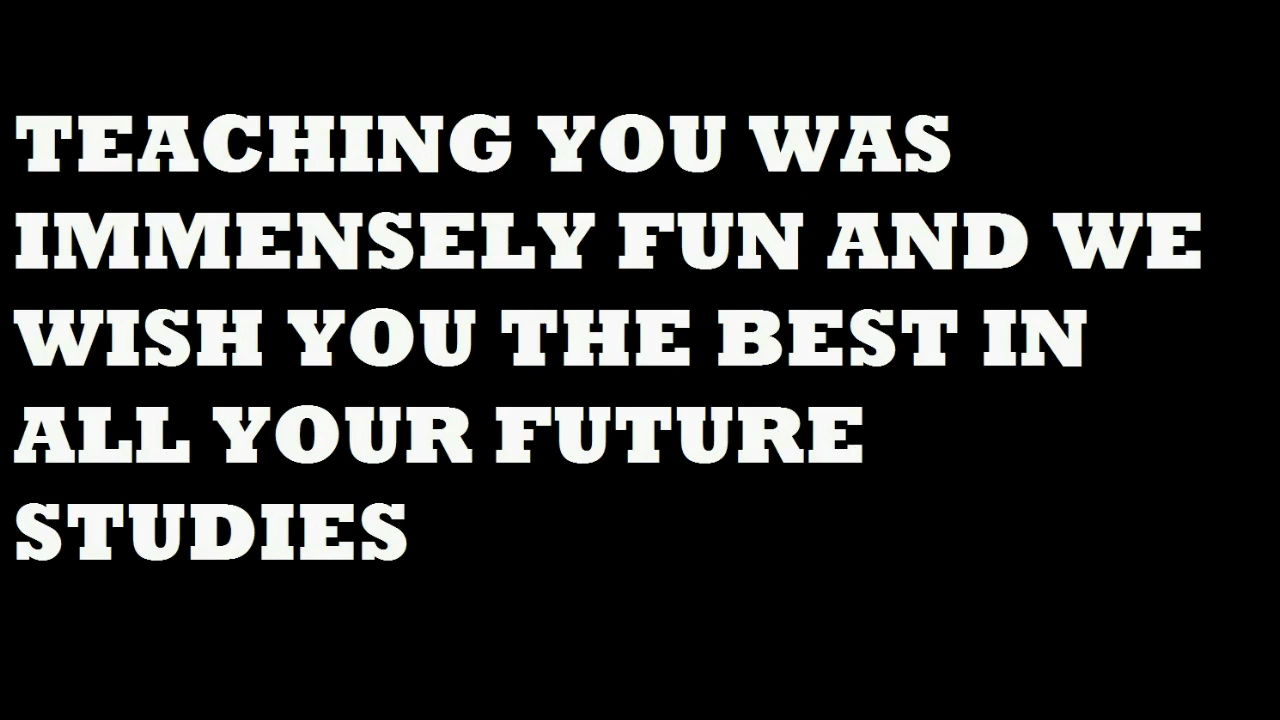 TEACHING YOU WAS
IMMENSELY FUN AND WE
WISH YOU THE BEST IN
ALL YOUR FUTURE
STUDIES